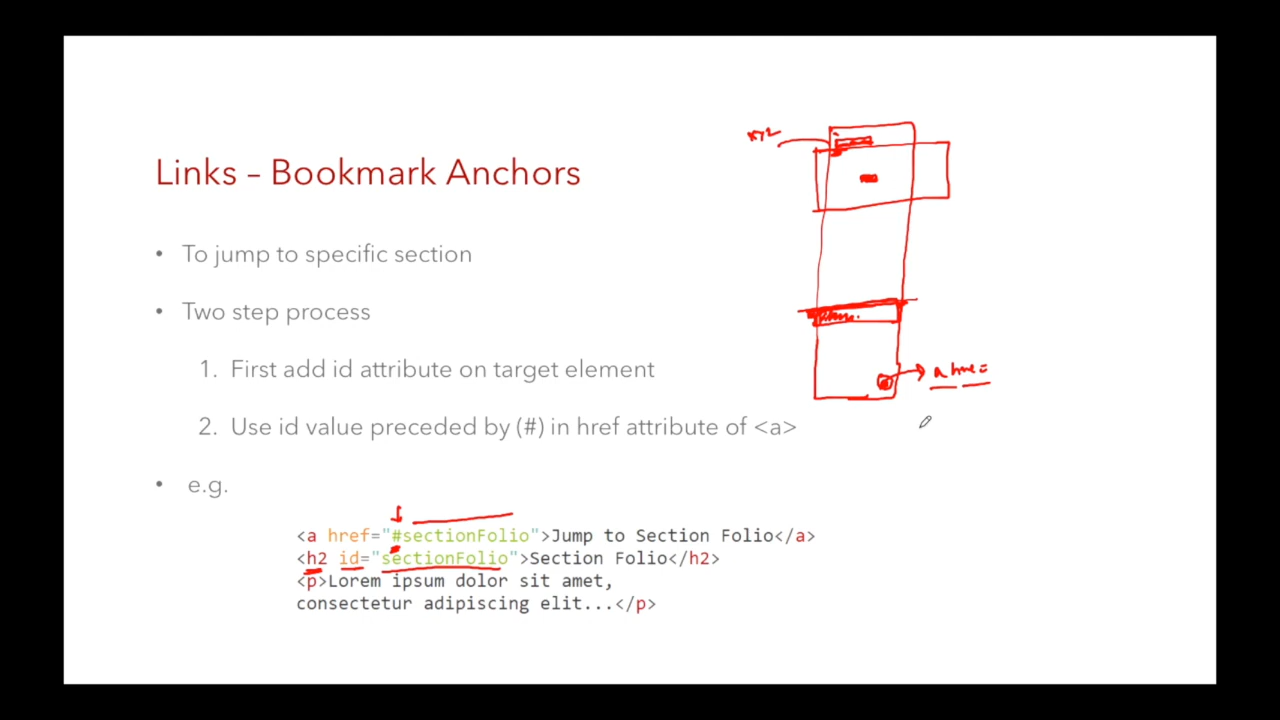 Links – Bookmark Anchors
• To jump to specific section
• Two step process
1. First add id attribute on target element
2. Use id value preceded by (#) in href attribute of <a>
• e.g.
<a href="#sectionFolio">Jump to Section Folio</a>
<h2 id="sectionFolio">Section Folio</h2>
<p>Lorem ipsum dolor sit amet,
consectetur adipiscing elit...</p>
xyz
a href =